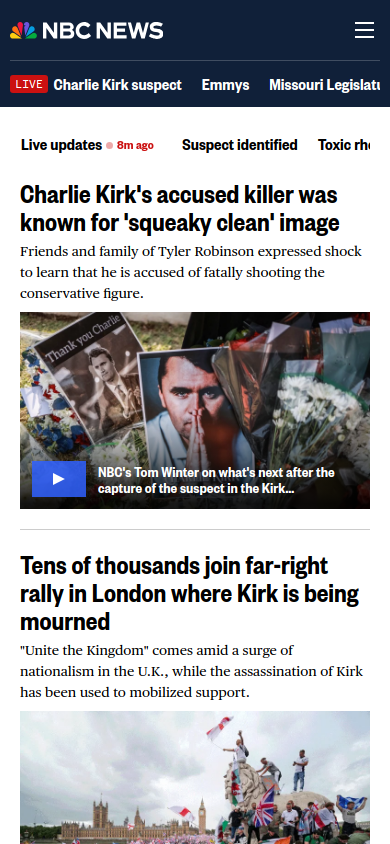 NBC NEWS
LIVE Charlie Kirk suspect Emmys Missouri Legislatu
Live updates 8m ago Suspect identified Toxic rhe
Charlie Kirk's accused killer was
known for 'squeaky clean' image
Friends and family of Tyler Robinson expressed shock
to learn that he is accused of fatally shooting the
conservative figure.
Thank you Charlie
NBC's Tom Winter on what's next after the
capture of the suspect in the Kirk...
Tens of thousands join far-right
rally in London where Kirk is being
mourned
"Unite the Kingdom" comes amid a surge of
nationalism in the U.K., while the assassination of Kirk
has been used to mobilized support.